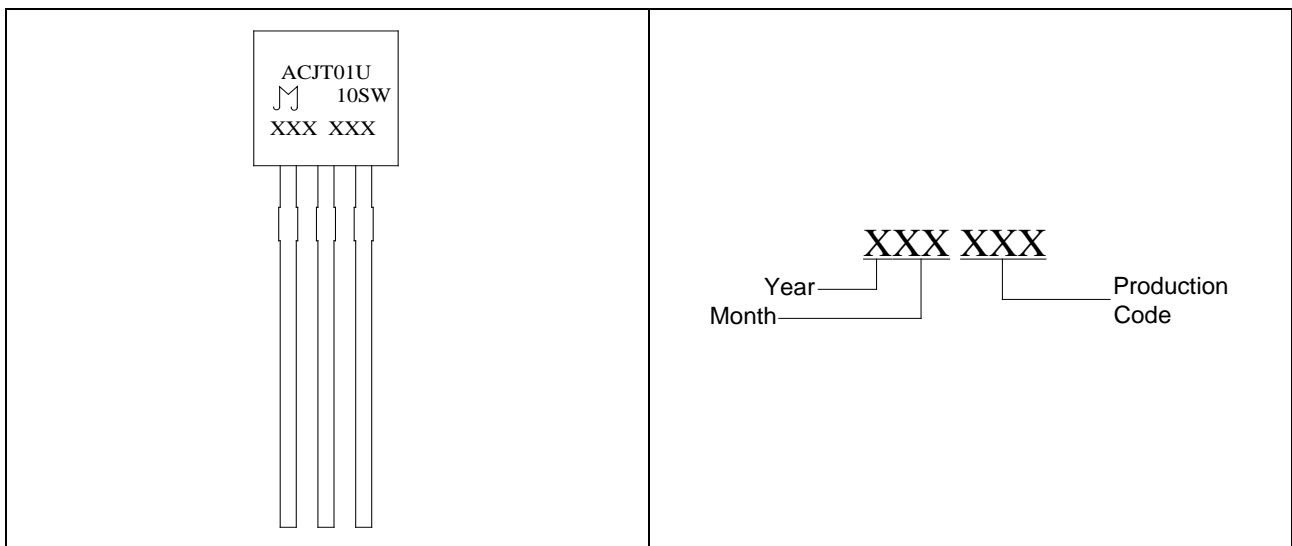 ACJT01U
10SW
XXX XXX
XXX XXX
Year
Month
Production
Code